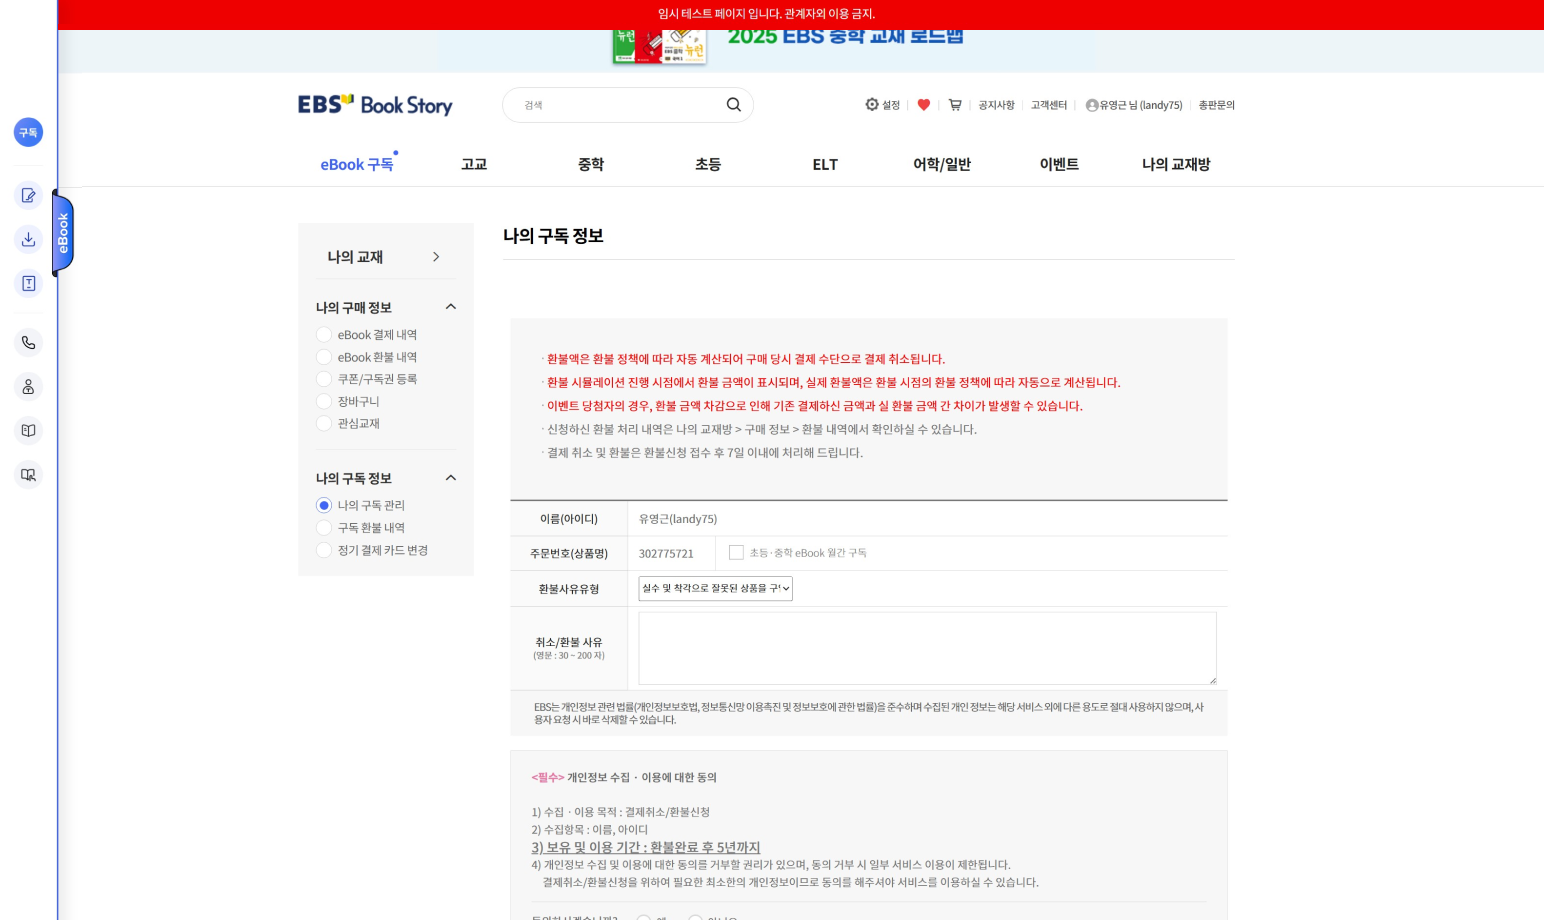 임시 테스트 페이지 입니다. 관계자외 이용 금지.
2025 EBS 중학 교재 로드맵
EBS Book Story
검색
설정
공지사항
고객센터
유영근 님 (landy75)
총판문의
구독
eBook
eBook 구독
고교
중학
초등
ELT
어학/일반
이벤트
나의 교재방
나의 교재
나의 구매 정보
eBook 결제 내역
eBook 환불 내역
쿠폰/구독권 등록
장바구니
관심교재
나의 구독 정보
나의 구독 관리
구독 환불 내역
정기 결제 카드 변경
나의 구독 정보
· 환불액은 환불 정책에 따라 자동 계산되어 구매 당시 결제 수단으로 결제 취소됩니다.
· 환불 시뮬레이션 진행 시점에서 환불 금액이 표시되며, 실제 환불액은 환불 시점의 환불 정책에 따라 자동으로 계산됩니다.
· 이벤트 당첨자의 경우, 환불 금액 차감으로 인해 기존 결제하신 금액과 실 환불 금액 간 차이가 발생할 수 있습니다.
· 신청하신 환불 처리 내역은 나의 교재방 > 구매 정보 > 환불 내역에서 확인하실 수 있습니다.
· 결제 취소 및 환불은 환불신청 접수 후 7일 이내에 처리해 드립니다.
이름(아이디)
유영근(landy75)
주문번호(상품명)
302775721
초등·중학 eBook 월간 구독
환불사유유형
실수 및 착각으로 잘못된 상품을
취소/환불 사유
(영문 : 30 ~ 200 자)
EBS는 개인정보 관련 법률(개인정보보호법, 정보통신망 이용촉진 및 정보보호에 관한 법률)을 준수하며 수집된 개인 정보는 해당 서비스 외에 다른 용도로 절대 사용하지 않으며, 사
용자 요청 시 바로 삭제할 수 있습니다.
<필수> 개인정보 수집 · 이용에 대한 동의
1) 수집 · 이용 목적 : 결제취소/환불신청
2) 수집항목 : 이름, 아이디
3) 보유 및 이용 기간 : 환불완료 후 5년까지
4) 개인정보 수집 및 이용에 대한 동의를 거부할 권리가 있으며, 동의 거부 시 일부 서비스 이용이 제한됩니다.
결제취소/환불신청을 위하여 필요한 최소한의 개인정보이므로 동의를 해주셔야 서비스를 이용하실 수 있습니다.